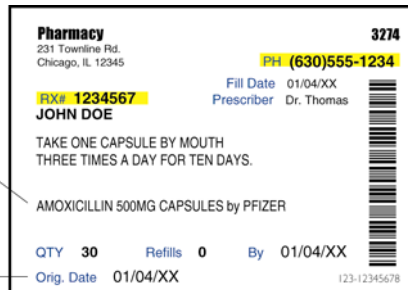 Pharmacy 3274
231 Townline Rd.
Chicago, IL 12345 PH (630)555-1234
Fill Date 01/04/XX
RX# 1234567 Prescriber Dr. Thomas
JOHN DOE
TAKE ONE CAPSULE BY MOUTH
THREE TIMES A DAY FOR TEN DAYS.
AMOXICILLIN 500MG CAPSULES by PFIZER
QTY 30 Refills 0 By 01/04/XX
Orig. Date 01/04/XX 123-12345678